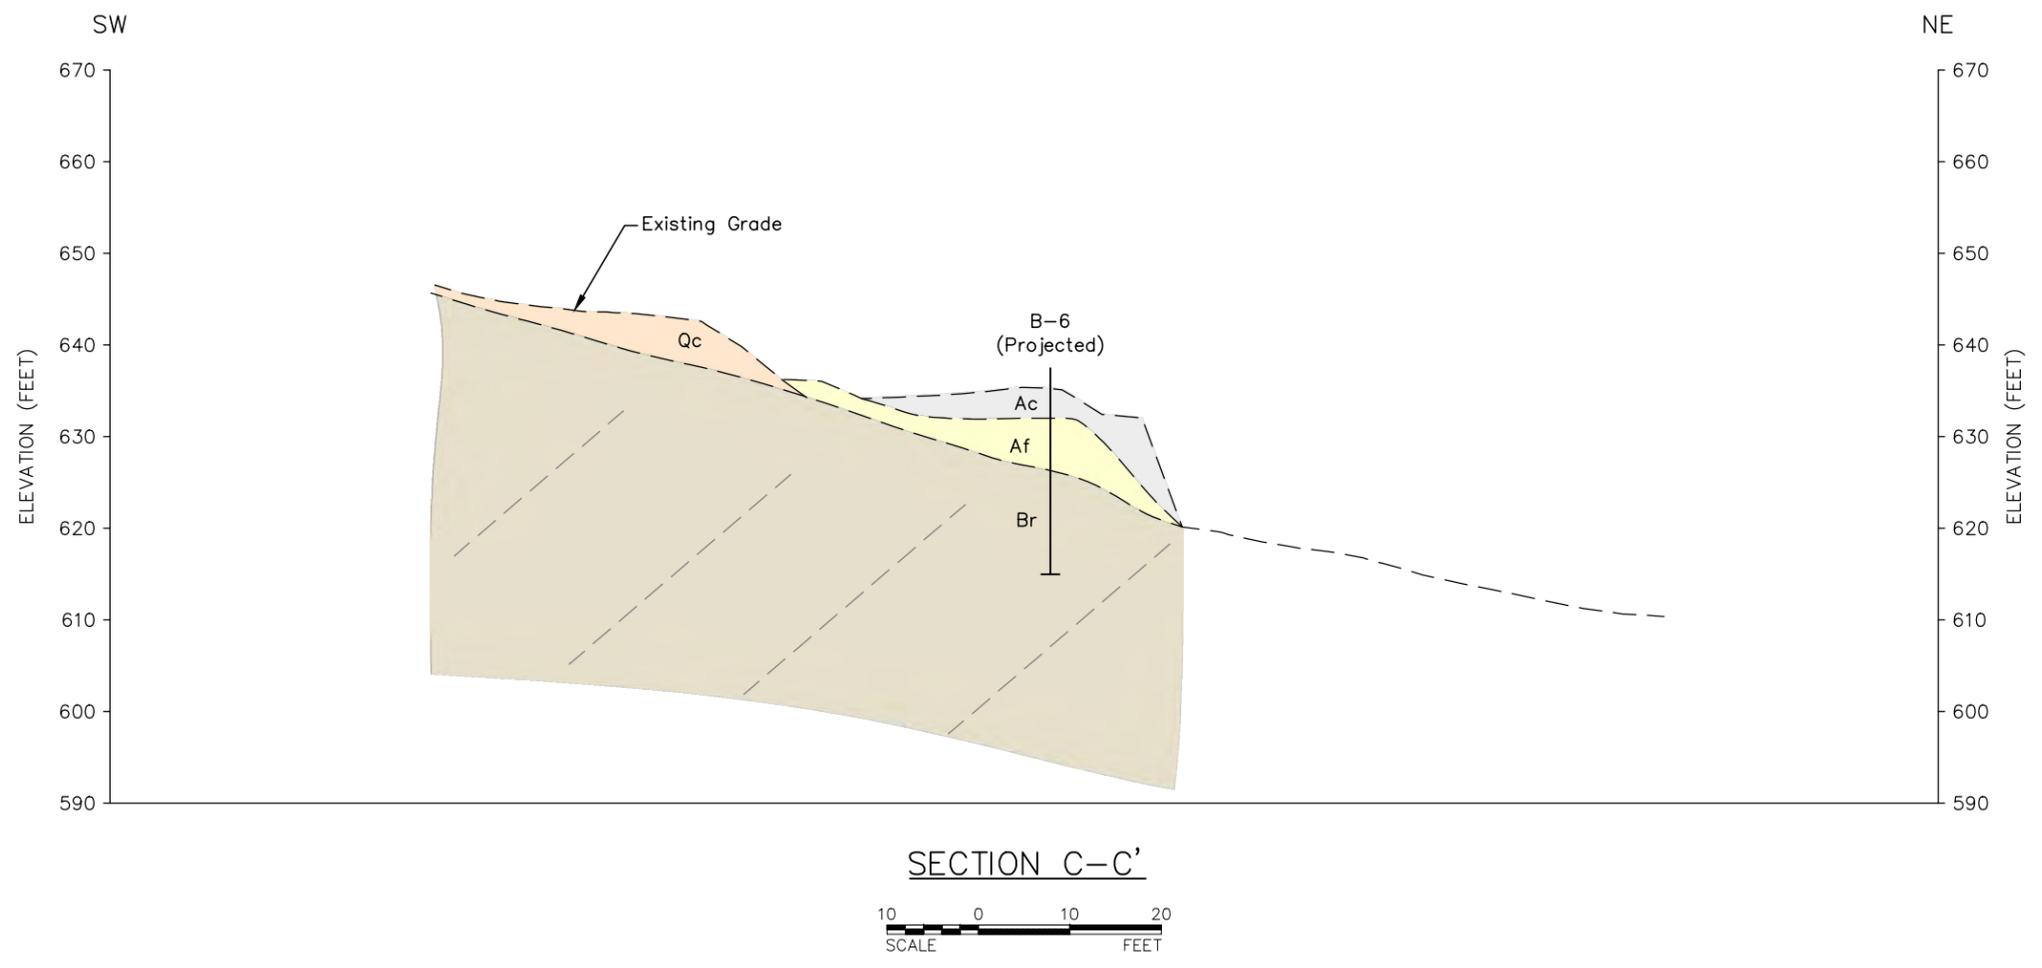 SW
NE
670
660
650
640
630
620
610
600
590
ELEVATION (FEET)
Existing Grade
B-6
(Projected)
Qc
Ac
Af
Br
670
660
650
640
630
620
610
600
590
ELEVATION (FEET)
SECTION C-C'
10 0 10 20
SCALE FEET